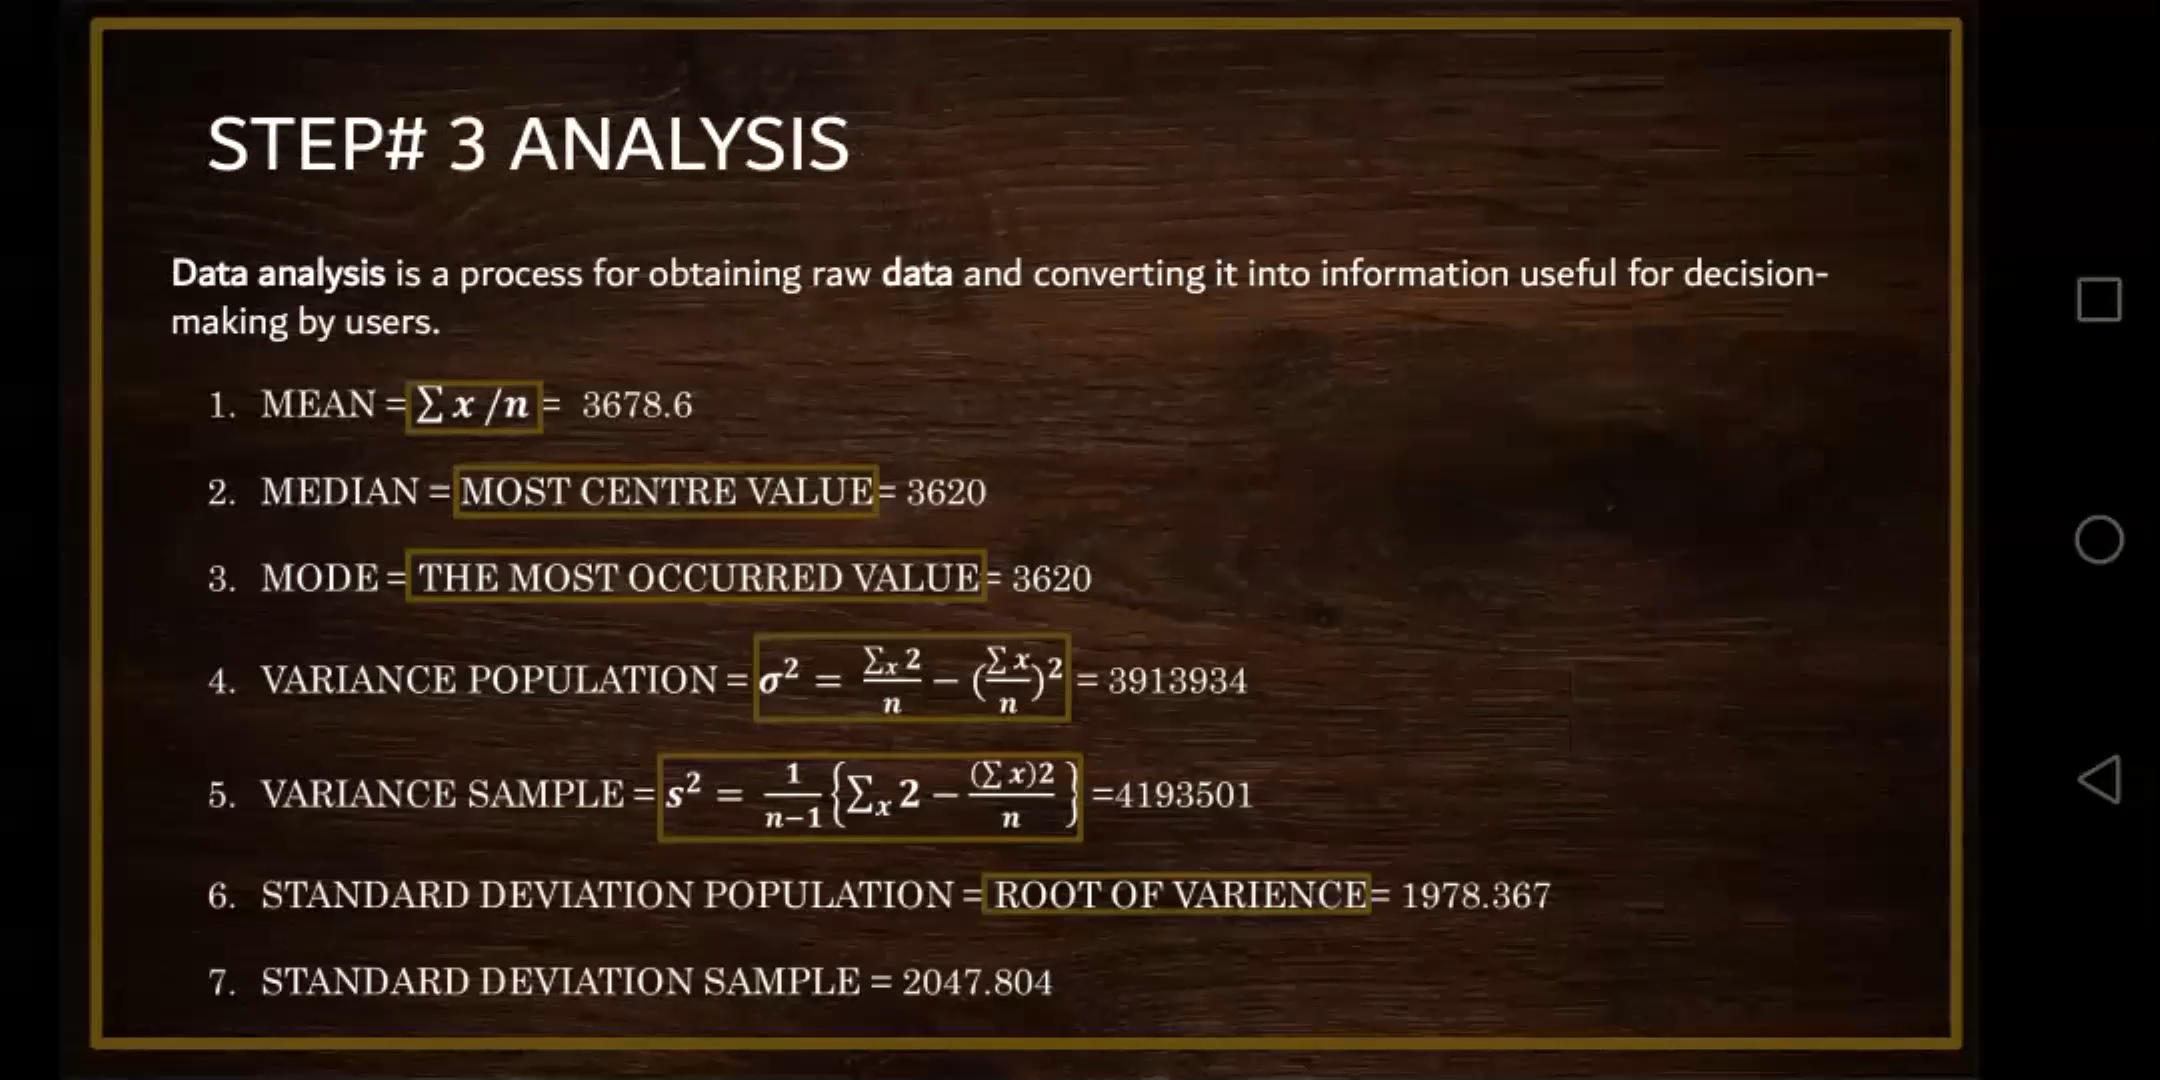 STEP# 3 ANALYSIS
Data analysis is a process for obtaining raw data and converting it into information useful for decision-
making by users.
1. MEAN = ∑ x /n = 3678.6
2. MEDIAN = MOST CENTRE VALUE = 3620
3. MODE = THE MOST OCCURRED VALUE = 3620
4. VARIANCE POPULATION = σ² = ∑x 2/n − (∑ x/n)2 = 3913934
5. VARIANCE SAMPLE = s² = 1/n−1 {∑x 2 − (∑ x)2/n} =4193501
6. STANDARD DEVIATION POPULATION = ROOT OF VARIENCE = 1978.367
7. STANDARD DEVIATION SAMPLE = 2047.804